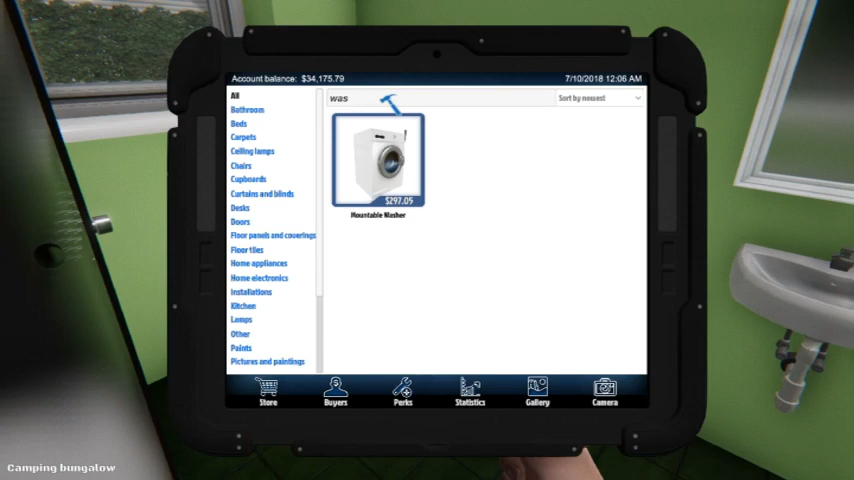 Account balance: $34,175.79
7/10/2018 12:06 AM
All
Bathroom
Beds
Carpets
Ceiling lamps
Chairs
Cupboards
Curtains and blinds
Desks
Doors
Floor panels and coverings
Floor tiles
Home appliances
Home electronics
Installations
Kitchen
Lamps
Other
Paints
Pictures and paintings
was
Sort by newest
$297.05
Mountable Washer
Store
Buyers
Perks
Statistics
Gallery
Camera
Camping bungalow